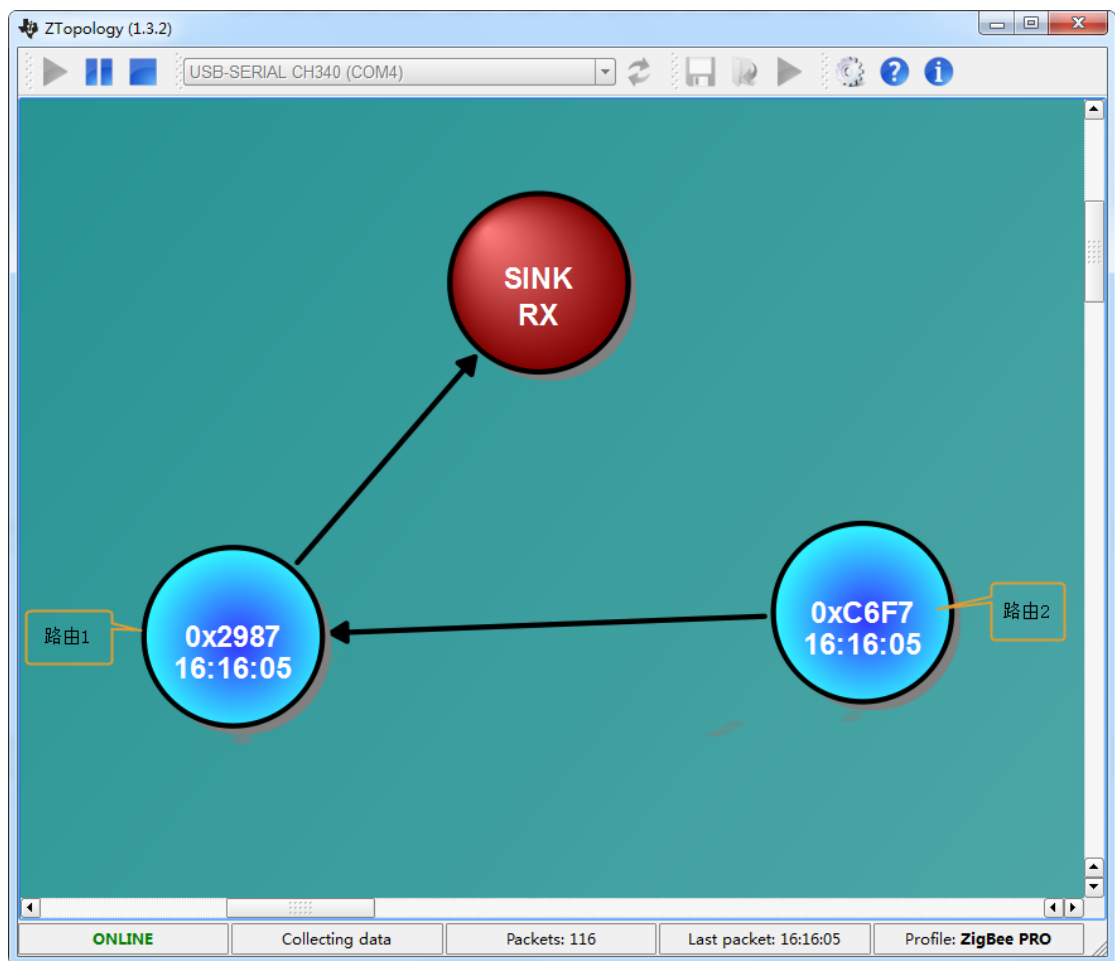 ZTopology (1.3.2)
USB-SERIAL CH340 (COM4)
SINK
RX
路由1
0x2987
16:16:05
0xC6F7
16:16:05
路由2
ONLINE
Collecting data
Packets: 116
Last packet: 16:16:05
Profile: ZigBee PRO